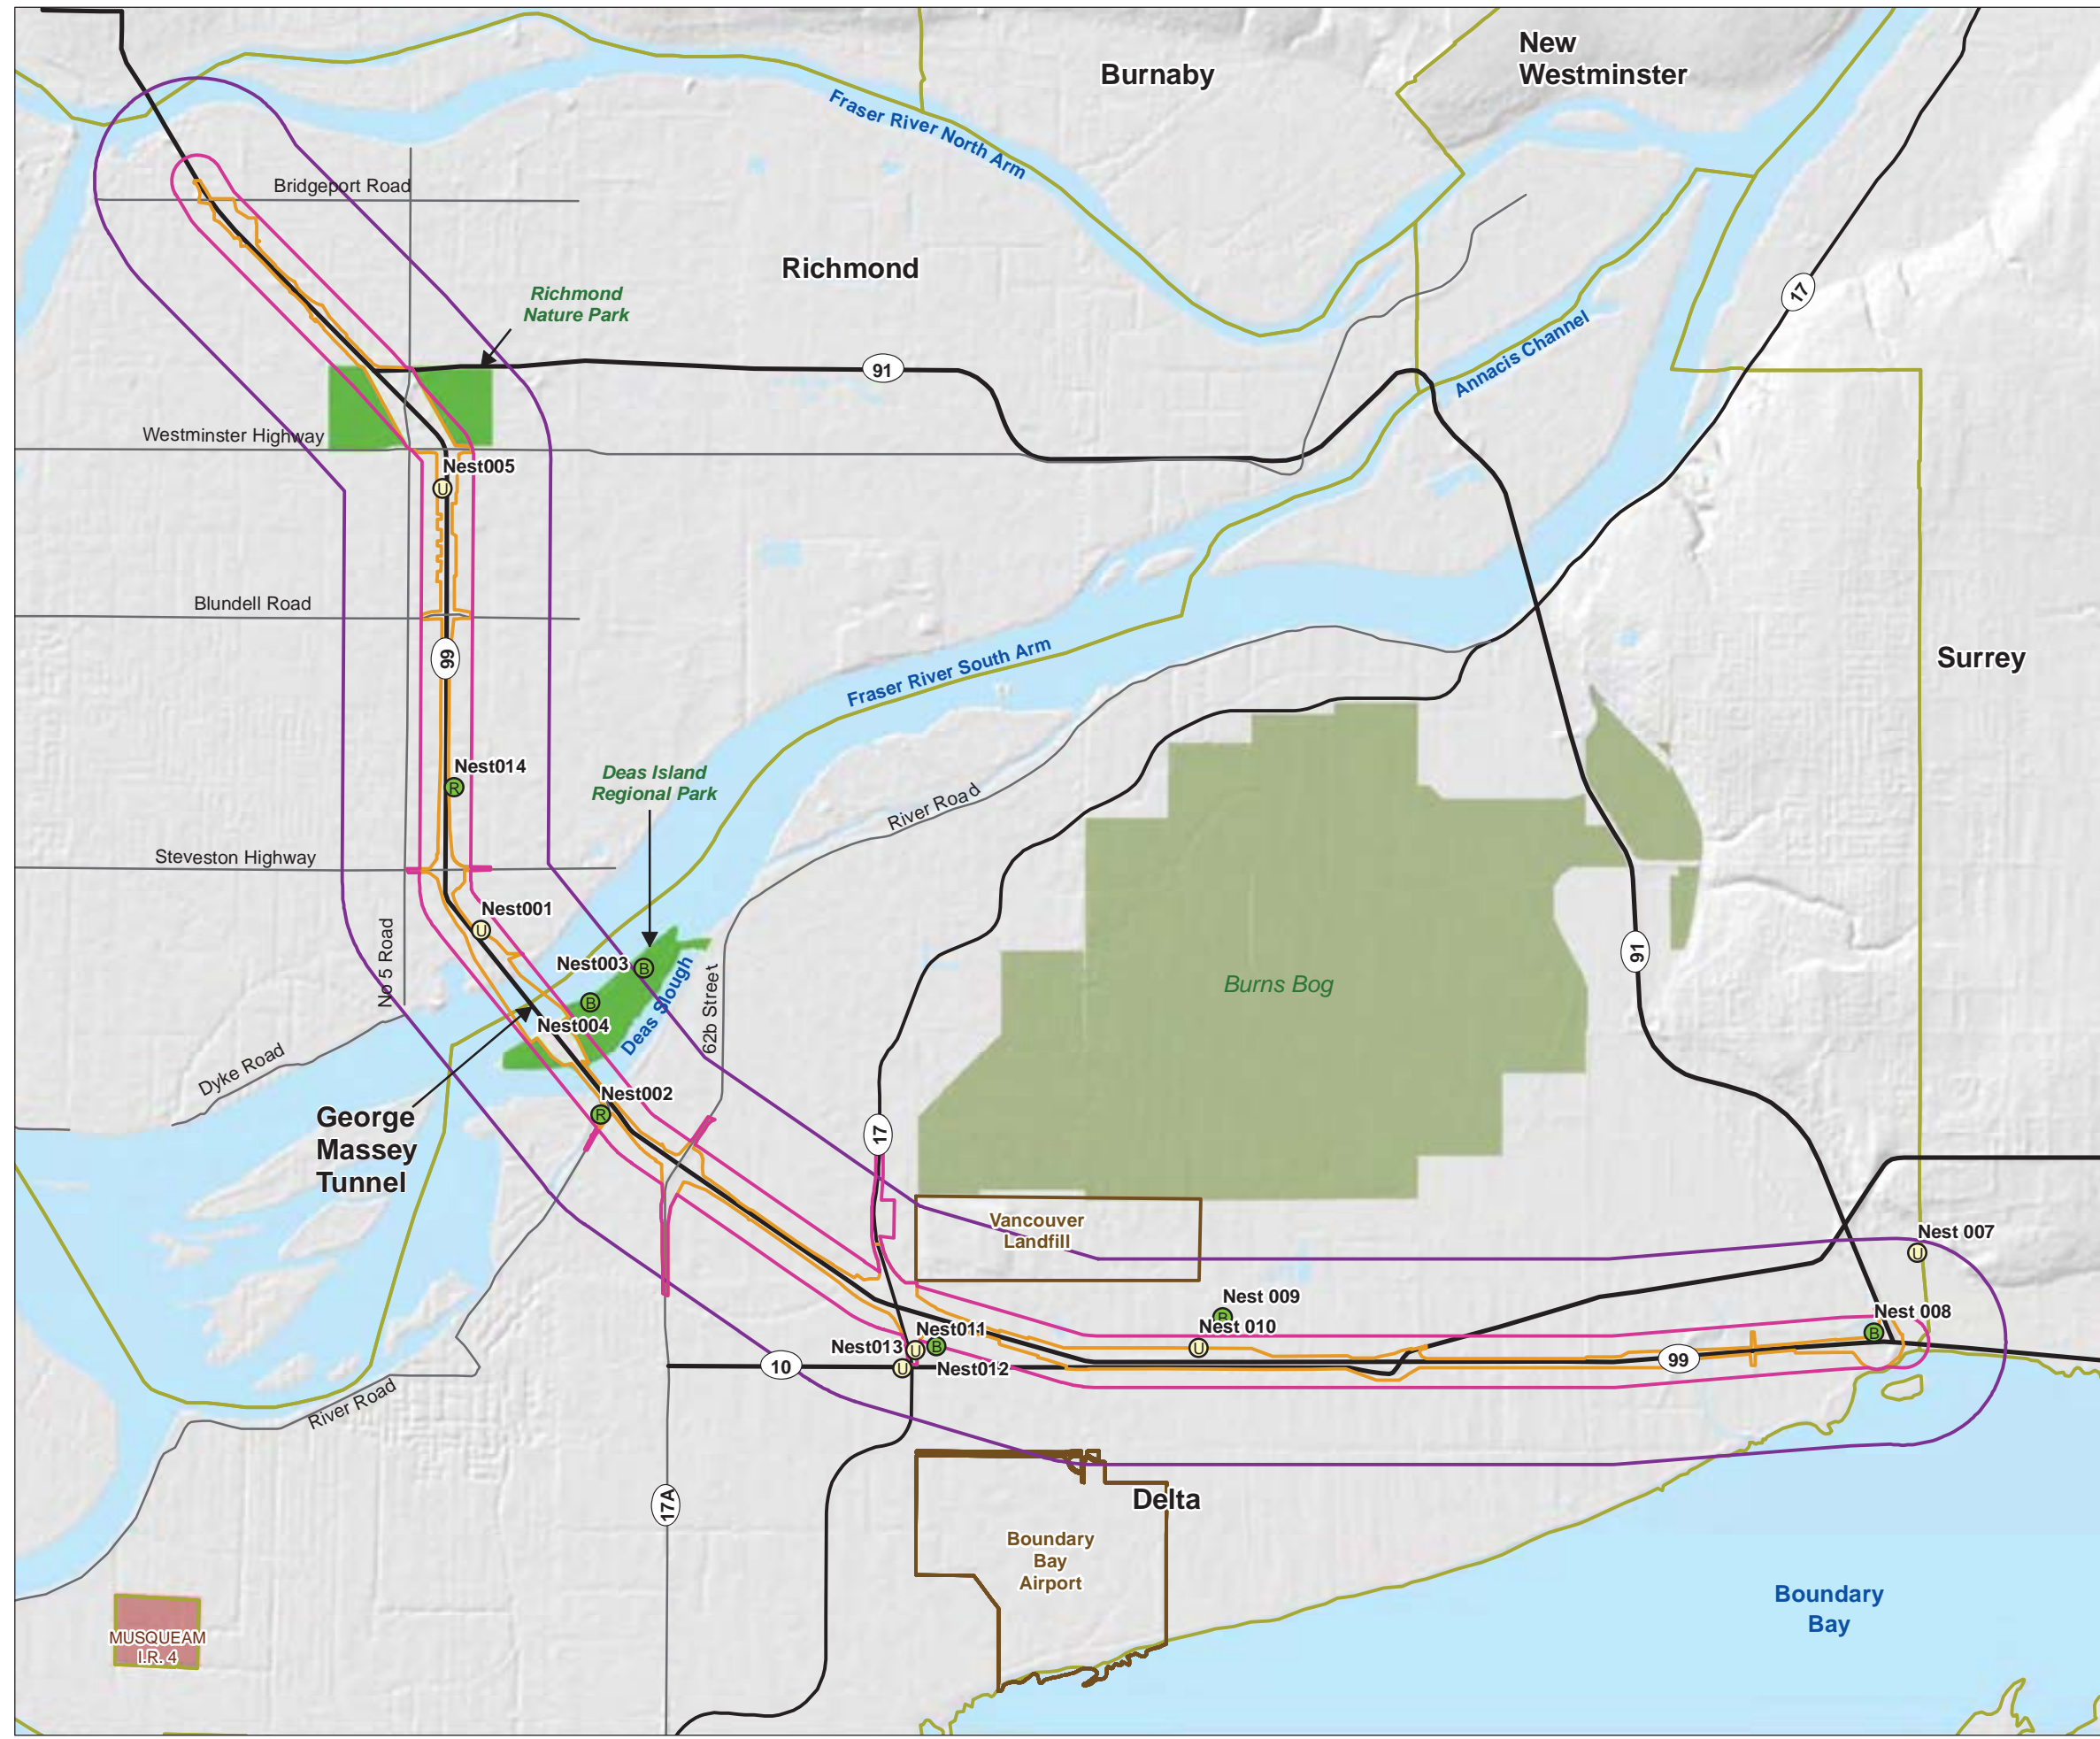 New
Westminster
Burnaby
Fraser River North Arm
Bridgeport Road
Richmond
Richmond
Nature Park
17
91
Annacis Channel
Westminster Highway
Nest005
U
Blundell Road
99
Fraser River South Arm
Surrey
Nest014
R
Deas Island
Regional Park
River Road
Steveston Highway
Nest001
U
No 5 Road
Nest003
B
B
Nest004
Deas Slough
62b Street
Burns Bog
91
Dyke Road
George
Massey
Tunnel
Nest002
R
17
Vancouver
Landfill
Nest 007
U
Nest 009
B
Nest 010
U
Nest 008
B
Nest011
B
Nest013
U
U
Nest012
10
99
River Road
17A
Delta
Boundary
Bay
Airport
Boundary
Bay
MUSQUEAM
I.R. 4